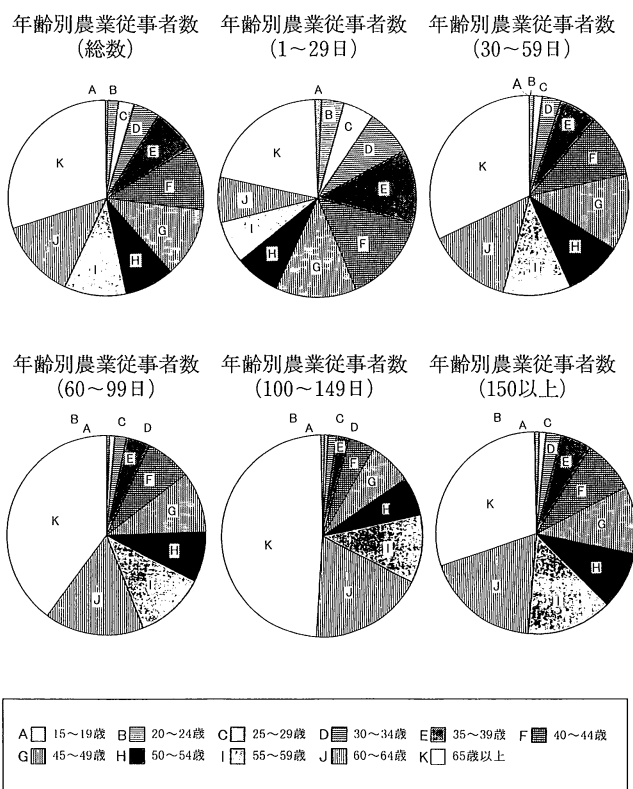 年齢別農業従事者数
(総数)
A
B
C
D
E
F
G
H
I
J
K
年齢別農業従事者数
(1～29日)
A
B
C
D
E
F
G
H
I
J
K
年齢別農業従事者数
(30～59日)
A
B
C
D
E
F
G
H
I
J
K
年齢別農業従事者数
(60～99日)
B
A
C
D
E
F
G
H
I
J
K
年齢別農業従事者数
(100～149日)
B
A
C
D
E
F
G
H
I
J
K
年齢別農業従事者数
(150以上)
B
A
C
D
E
F
G
H
I
J
K
A 15～19歳 B 20～24歳 C 25～29歳 D 30～34歳 E 35～39歳 F 40～44歳
G 45～49歳 H 50～54歳 I 55～59歳 J 60～64歳 K 65歳以上